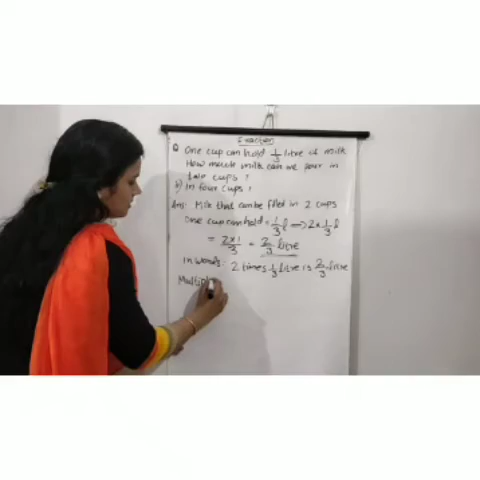 Fraction
Q One cup can hold 1/3 litre of milk
How much milk can we pour in
two cups?
b) In four cups?
Ans: Milk that can be filled in 2 cups
One cup can hold = 1/3 l ⟹ 2 × 1/3 l
= 2×1/3 = 2/3 litre
In words: 2 times 1/3 litre is 2/3 litre
Multipl